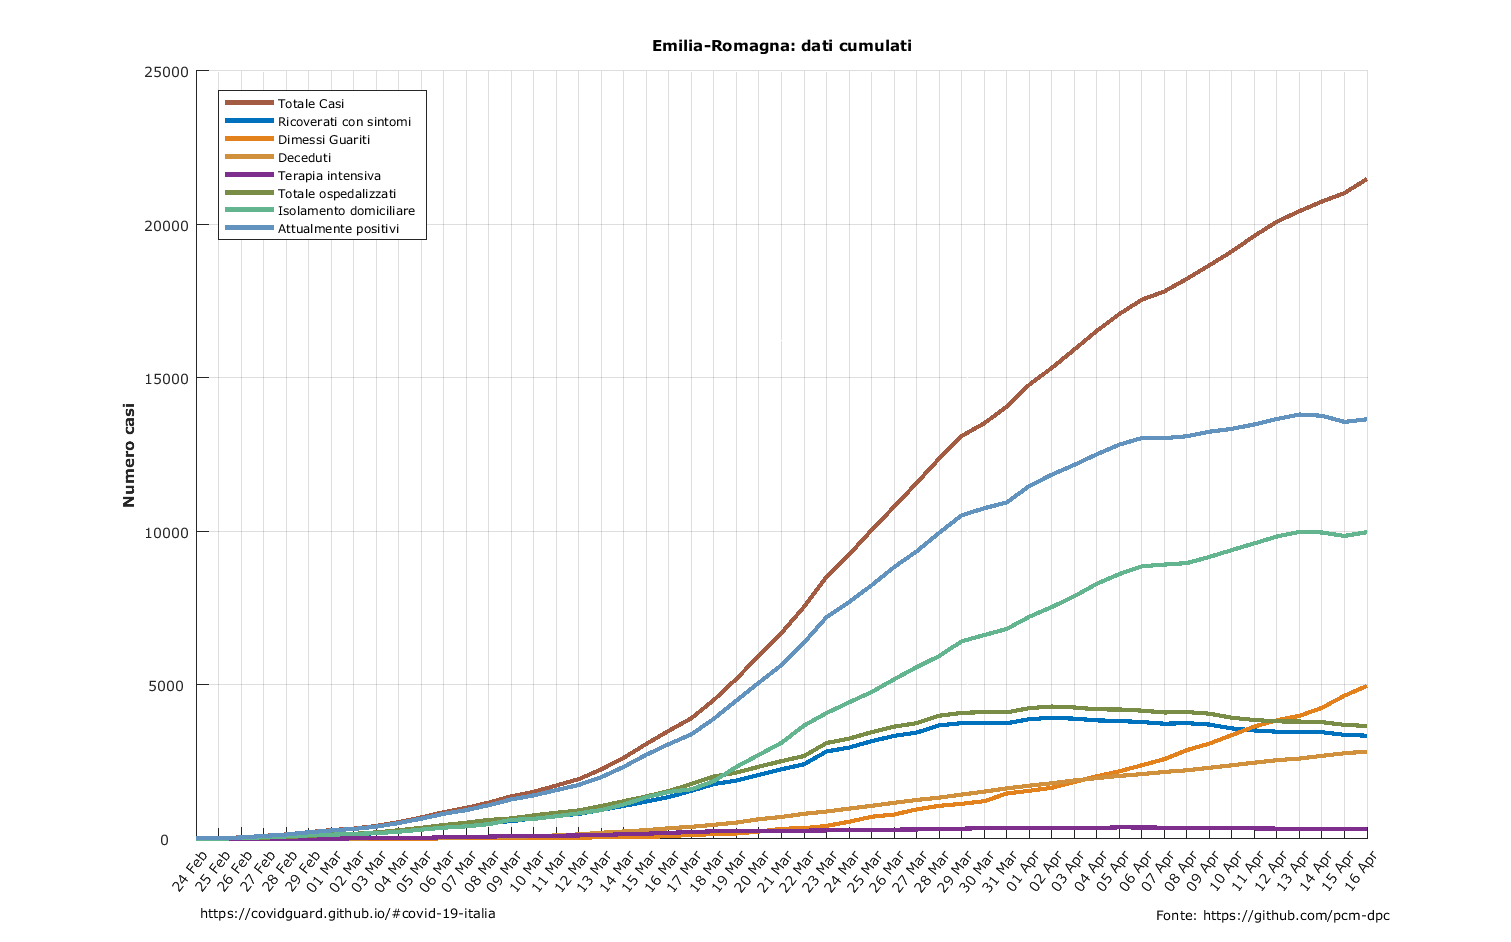 Emilia-Romagna: dati cumulati
25000
20000
15000
10000
5000
0
Numero casi
Totale Casi
Ricoverati con sintomi
Dimessi Guariti
Deceduti
Terapia intensiva
Totale ospedalizzati
Isolamento domiciliare
Attualmente positivi
24 Feb
25 Feb
26 Feb
27 Feb
28 Feb
29 Feb
01 Mar
02 Mar
03 Mar
04 Mar
05 Mar
06 Mar
07 Mar
08 Mar
09 Mar
10 Mar
11 Mar
12 Mar
13 Mar
14 Mar
15 Mar
16 Mar
17 Mar
18 Mar
19 Mar
20 Mar
21 Mar
22 Mar
23 Mar
24 Mar
25 Mar
26 Mar
27 Mar
28 Mar
29 Mar
30 Mar
31 Mar
01 Apr
02 Apr
03 Apr
04 Apr
05 Apr
06 Apr
07 Apr
08 Apr
09 Apr
10 Apr
11 Apr
12 Apr
13 Apr
14 Apr
15 Apr
16 Apr
https://covidguard.github.io/#covid-19-italia
Fonte: https://github.com/pcm-dpc